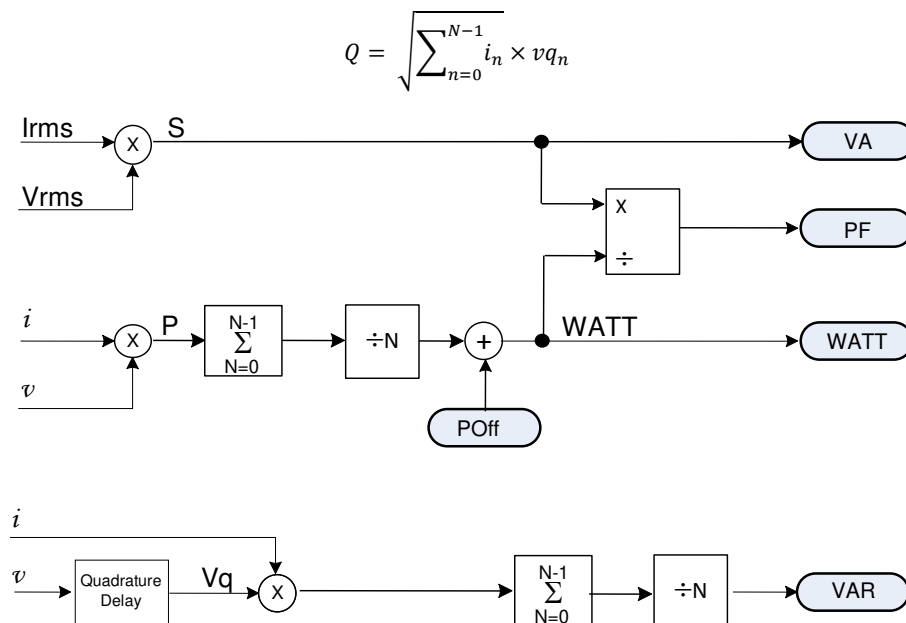 Q = √∑_{n=0}^{N−1} i_n × vq_n
Irms
X
S
VA
Vrms
X
÷
PF
i
X
P
N-1
∑
N=0
÷N
+
WATT
WATT
v
POff
i
v
Quadrature
Delay
Vq
X
N-1
∑
N=0
÷N
VAR